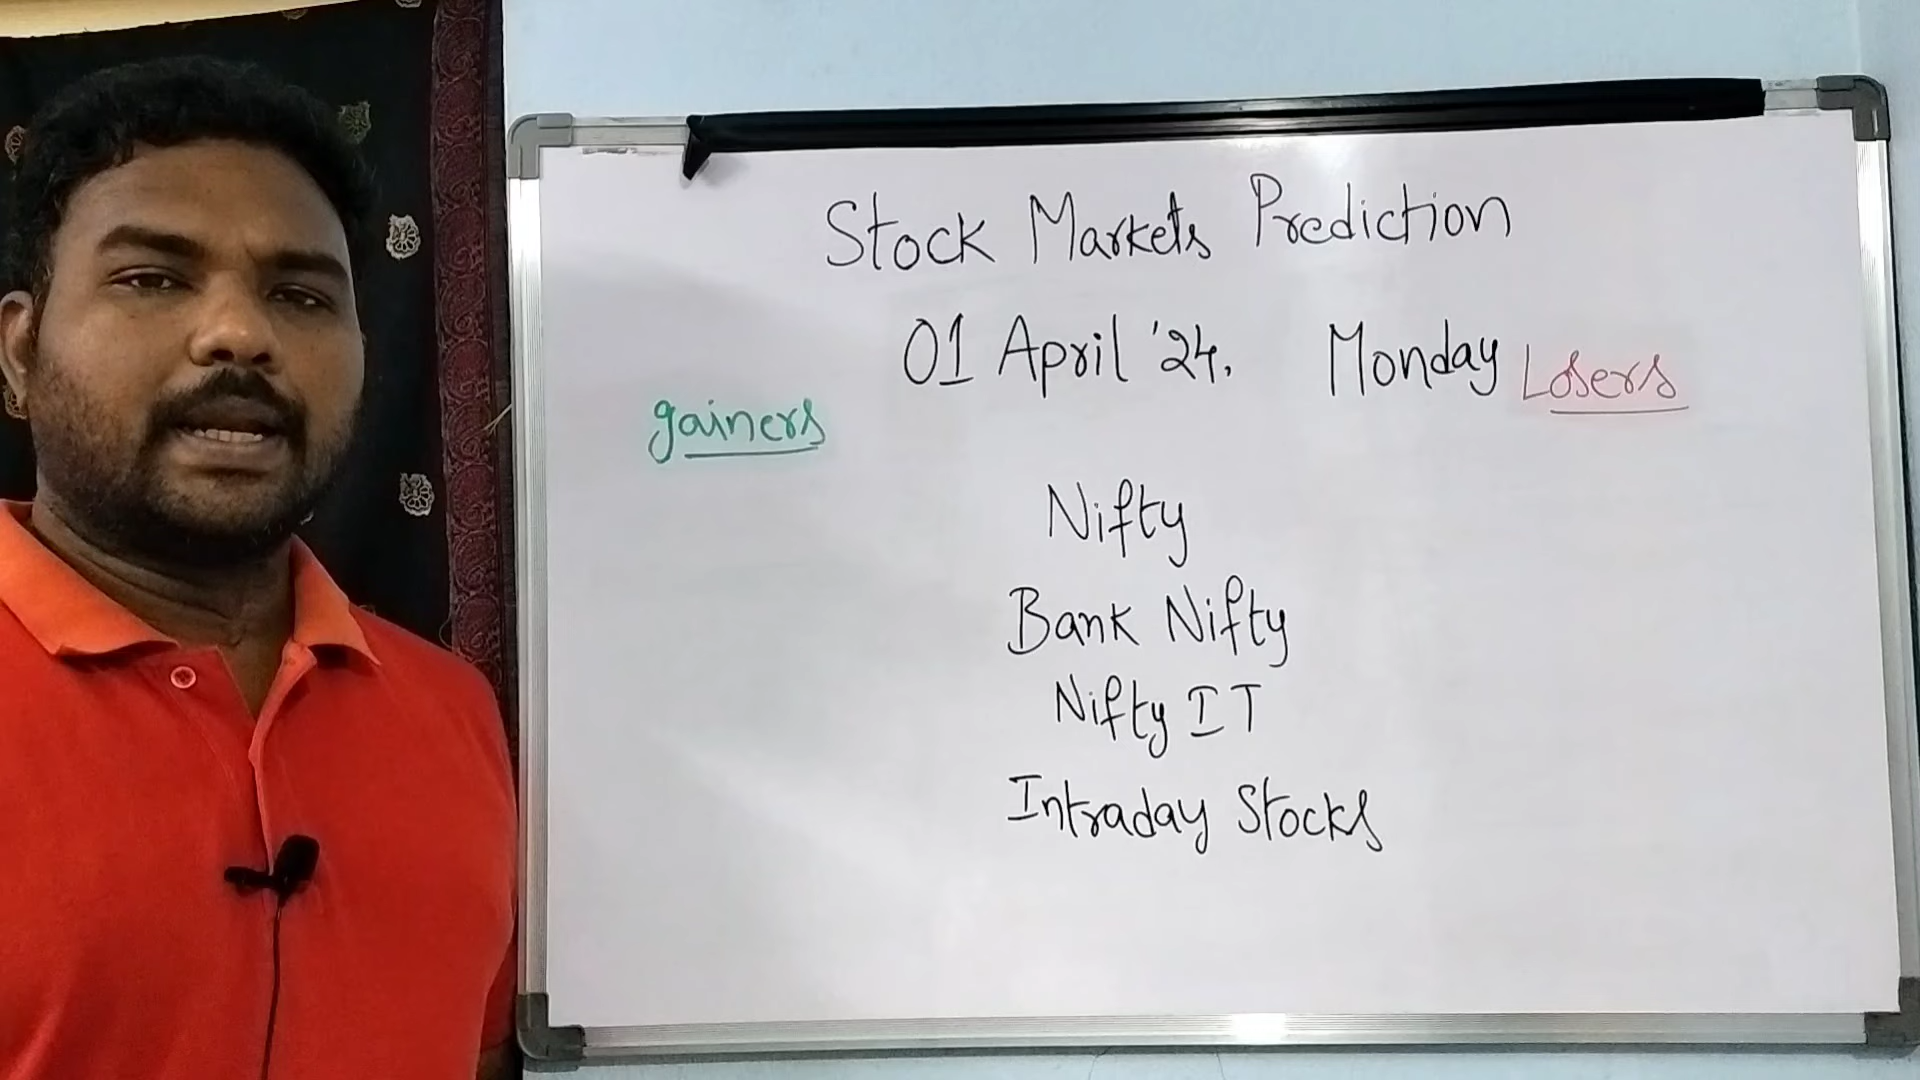 Stock Markets Prediction
01 April '24. Monday
gainers
Losers
Nifty
Bank Nifty
Nifty IT
Intraday Stocks